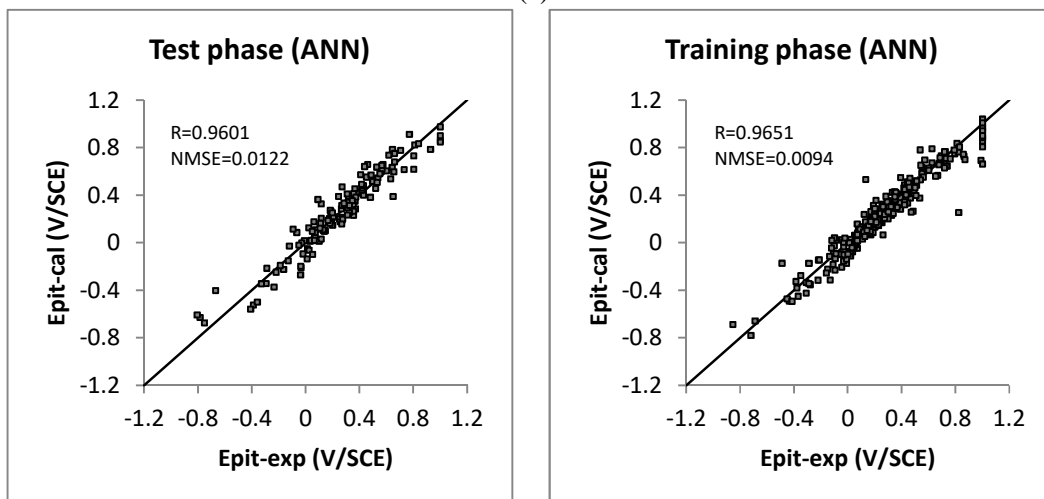 Test phase (ANN)
1.2
0.8
0.4
0
-0.4
-0.8
-1.2
R=0.9601
NMSE=0.0122
Epit-cal (V/SCE)
-1.2 -0.8 -0.4 0 0.4 0.8 1.2
Epit-exp (V/SCE)
Training phase (ANN)
1.2
0.8
0.4
0
-0.4
-0.8
-1.2
R=0.9651
NMSE=0.0094
Epit-cal (V/SCE)
-1.2 -0.8 -0.4 0 0.4 0.8 1.2
Epit-exp (V/SCE)